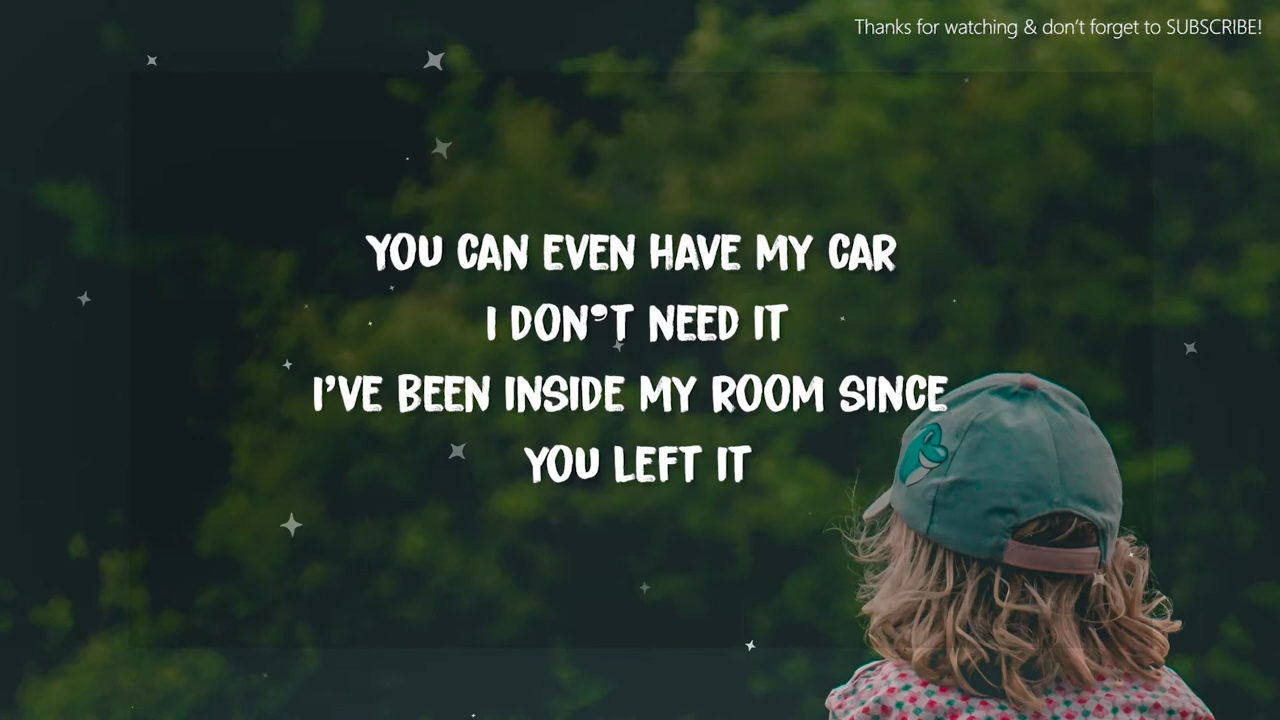 Thanks for watching & don't forget to SUBSCRIBE!
YOU CAN EVEN HAVE MY CAR
I DON'T NEED IT
I'VE BEEN INSIDE MY ROOM SINCE
YOU LEFT IT